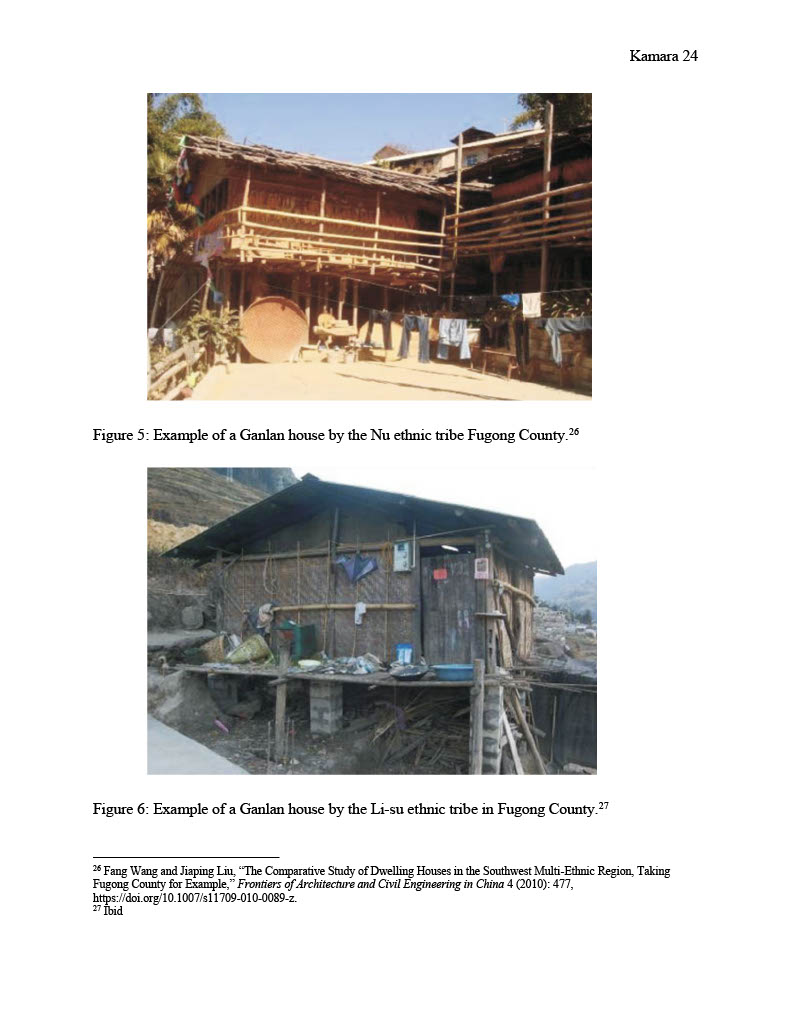 Kamara 24
Figure 5: Example of a Ganlan house by the Nu ethnic tribe Fugong County.26
Figure 6: Example of a Ganlan house by the Li-su ethnic tribe in Fugong County.27
26 Fang Wang and Jiaping Liu, “The Comparative Study of Dwelling Houses in the Southwest Multi-Ethnic Region, Taking
Fugong County for Example,” Frontiers of Architecture and Civil Engineering in China 4 (2010): 477,
https://doi.org/10.1007/s11709-010-0089-z.
27 Ibid